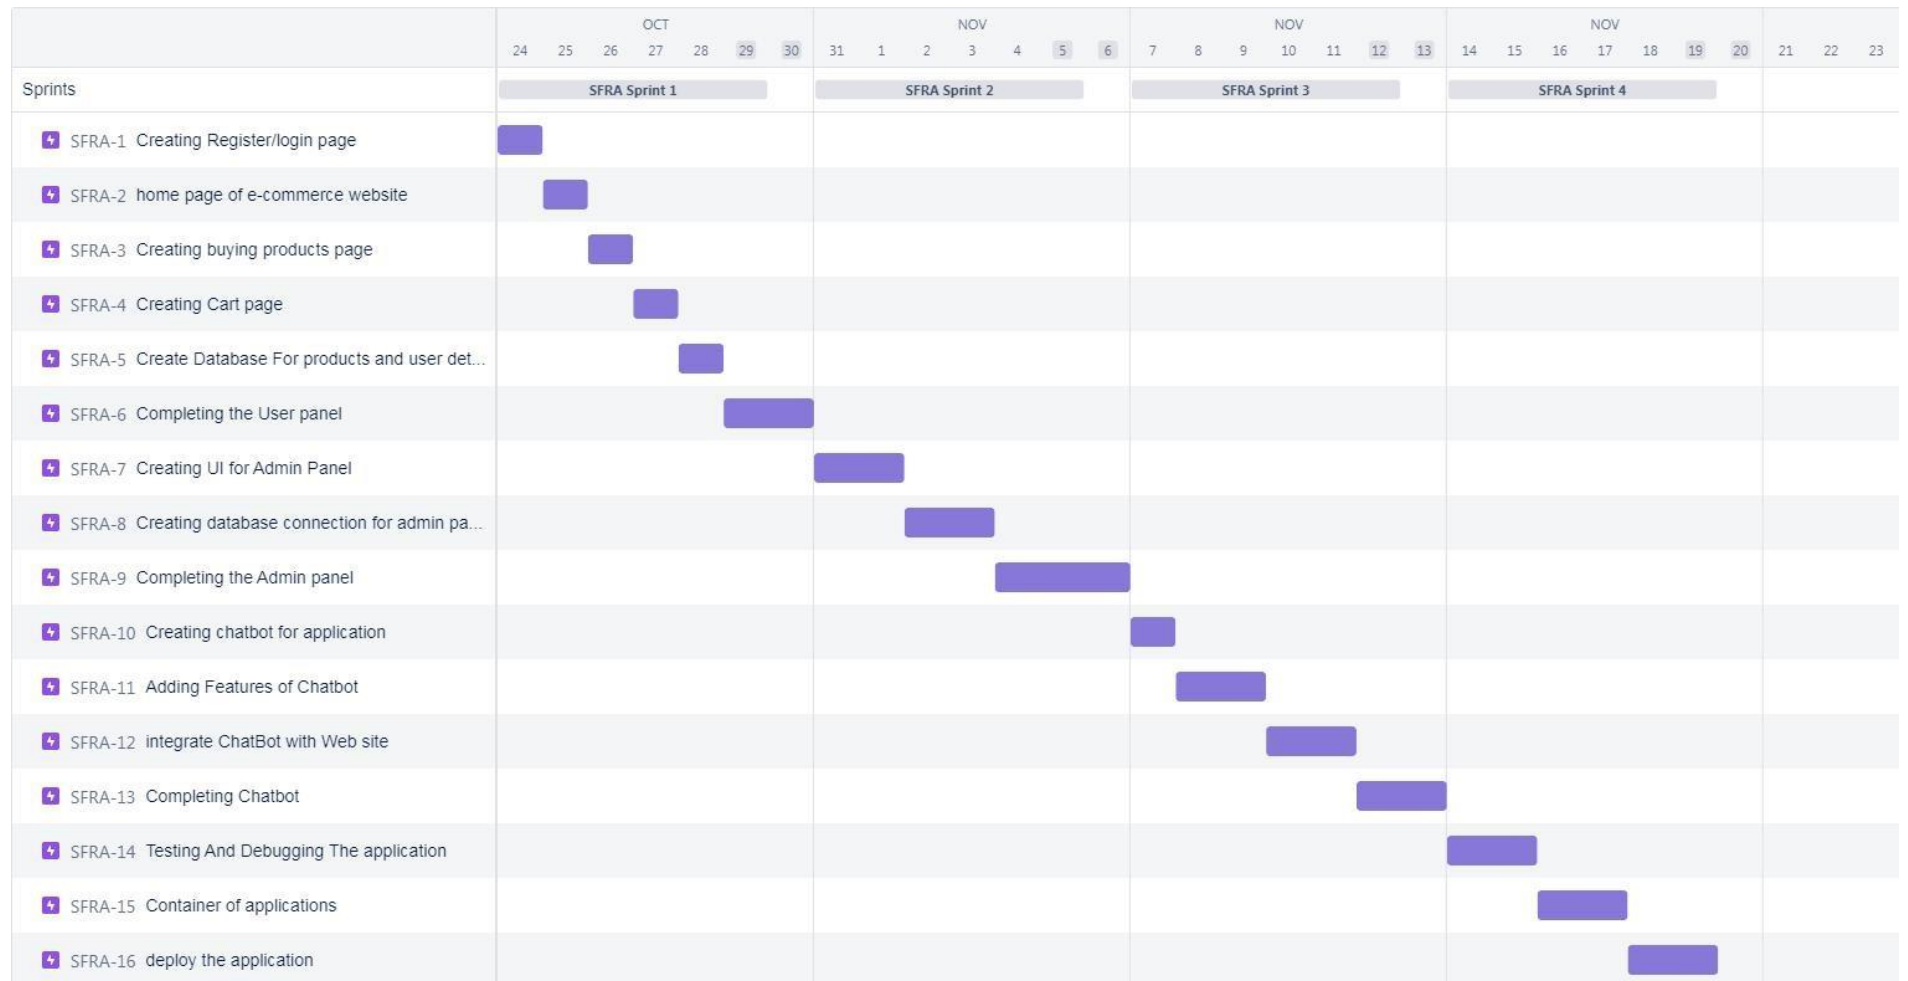 OCT NOV NOV NOV
24 25 26 27 28 29 30 31 1 2 3 4 5 6 7 8 9 10 11 12 13 14 15 16 17 18 19 20 21 22 23
Sprints SFRA Sprint 1 SFRA Sprint 2 SFRA Sprint 3 SFRA Sprint 4
SFRA-1 Creating Register/login page
SFRA-2 home page of e-commerce website
SFRA-3 Creating buying products page
SFRA-4 Creating Cart page
SFRA-5 Create Database For products and user det...
SFRA-6 Completing the User panel
SFRA-7 Creating UI for Admin Panel
SFRA-8 Creating database connection for admin pa...
SFRA-9 Completing the Admin panel
SFRA-10 Creating chatbot for application
SFRA-11 Adding Features of Chatbot
SFRA-12 integrate ChatBot with Web site
SFRA-13 Completing Chatbot
SFRA-14 Testing And Debugging The application
SFRA-15 Container of applications
SFRA-16 deploy the application